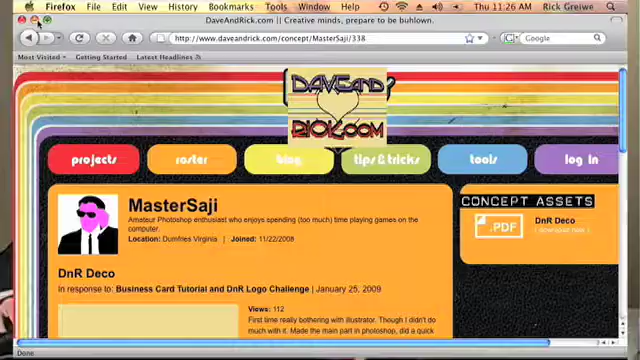 Firefox File Edit View History Bookmarks Tools Window Help Thu 11:26 AM Rick Greiwe
DaveAndRick.com || Creative minds, prepare to be buhlown.
http://www.daveandrick.com/concept/MasterSaji/338
Google
Most Visited Getting Started Latest Headlines
DAVE and RICK.COM
projects roster blog tips & tricks tools log in
MasterSaji
Amateur Photoshop enthusiast who enjoys spending (too much) time playing games on the computer.
Location: Dumfries Virginia | Joined: 11/22/2008
CONCEPT ASSETS
.PDF
DnR Deco
[ download now ]
DnR Deco
In response to: Business Card Tutorial and DnR Logo Challenge | January 25, 2009
Views: 112
First time really bothering with illustrator. Though I didn't do
much with it. Made the main part in photoshop, did a quick
Done